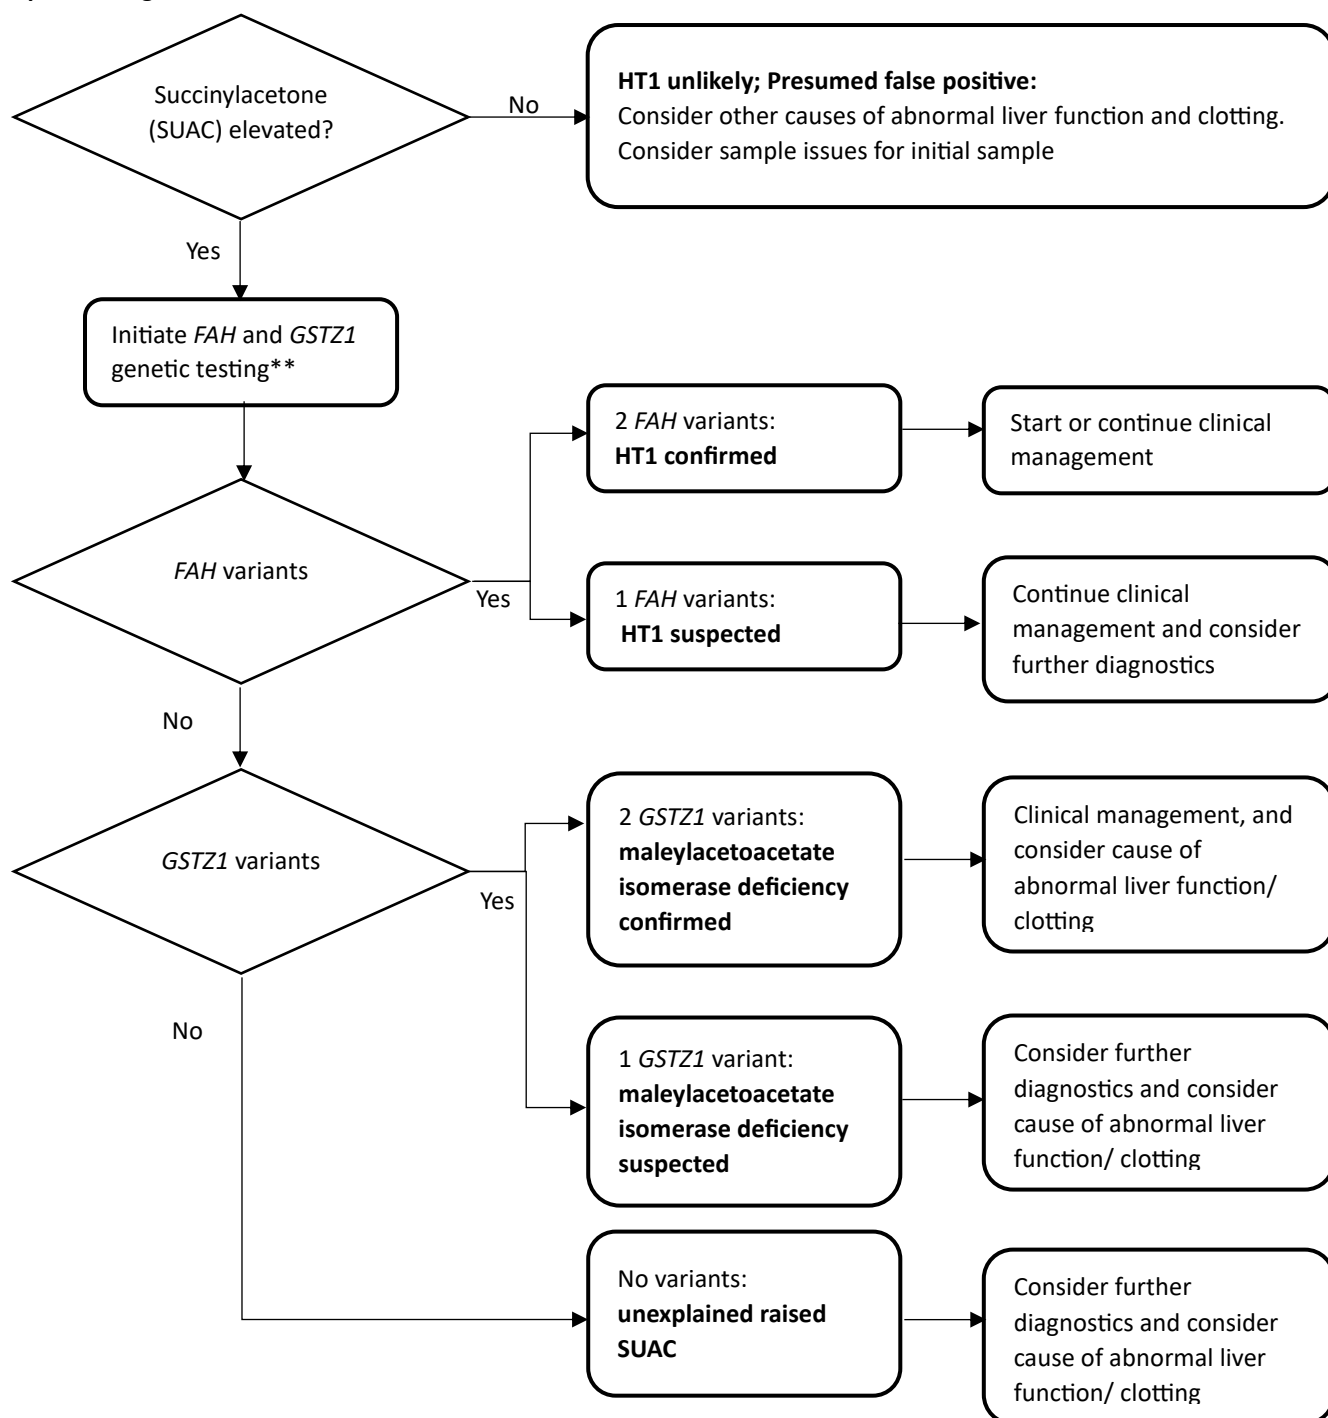 Succinylacetone
(SUAC) elevated?
No
HT1 unlikely; Presumed false positive:
Consider other causes of abnormal liver function and clotting.
Consider sample issues for initial sample
Yes
Initiate FAH and GSTZ1
genetic testing**
2 FAH variants:
HT1 confirmed
Start or continue clinical
management
FAH variants
Yes
1 FAH variants:
HT1 suspected
Continue clinical
management and consider
further diagnostics
No
GSTZ1 variants
Yes
2 GSTZ1 variants:
maleylacetoacetate
isomerase deficiency
confirmed
Clinical management, and
consider cause of
abnormal liver function/
clotting
No
1 GSTZ1 variant:
maleylacetoacetate
isomerase deficiency
suspected
Consider further
diagnostics and consider
cause of abnormal liver
function/ clotting
No variants:
unexplained raised
SUAC
Consider further
diagnostics and consider
cause of abnormal liver
function/ clotting